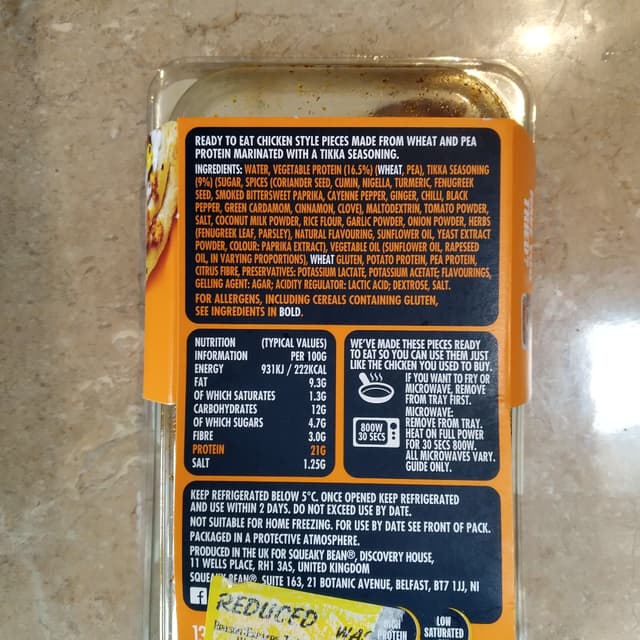 READY TO EAT CHICKEN STYLE PIECES MADE FROM WHEAT AND PEA
PROTEIN MARINATED WITH A TIKKA SEASONING.
INGREDIENTS: WATER, VEGETABLE PROTEIN (16.5%) (WHEAT, PEA), TIKKA SEASONING
(9%) (SUGAR, SPICES (CORIANDER SEED, CUMIN, NIGELLA, TURMERIC, FENUGREEK
SEED, SMOKED BITTERSWEET PAPRIKA, CAYENNE PEPPER, GINGER, CHILLI, BLACK
PEPPER, GREEN CARDAMOM, CINNAMON, CLOVE), MALTODEXTRIN, TOMATO POWDER,
SALT, COCONUT MILK POWDER, RICE FLOUR, GARLIC POWDER, ONION POWDER, HERBS
(FENUGREEK LEAF, PARSLEY), NATURAL FLAVOURING, SUNFLOWER OIL, YEAST EXTRACT
POWDER, COLOUR: PAPRIKA EXTRACT), VEGETABLE OIL (SUNFLOWER OIL, RAPESEED
OIL, IN VARYING PROPORTIONS), WHEAT GLUTEN, POTATO PROTEIN, PEA PROTEIN,
CITRUS FIBRE, PRESERVATIVES: POTASSIUM LACTATE, POTASSIUM ACETATE; FLAVOURINGS,
GELLING AGENT: AGAR; ACIDITY REGULATOR: LACTIC ACID; DEXTROSE, SALT.
FOR ALLERGENS, INCLUDING CEREALS CONTAINING GLUTEN,
SEE INGREDIENTS IN BOLD.
NUTRITION (TYPICAL VALUES)
INFORMATION PER 100G
ENERGY 931KJ / 222KCAL
FAT 9.3G
OF WHICH SATURATES 1.3G
CARBOHYDRATES 12G
OF WHICH SUGARS 4.7G
FIBRE 3.0G
PROTEIN 21G
SALT 1.25G
WE'VE MADE THESE PIECES READY
TO EAT SO YOU CAN USE THEM JUST
LIKE THE CHICKEN YOU USED TO BUY.
IF YOU WANT TO FRY OR
MICROWAVE, REMOVE
FROM TRAY FIRST.
MICROWAVE:
REMOVE FROM TRAY.
HEAT ON FULL POWER
FOR 30 SECS 800W.
ALL MICROWAVES VARY.
GUIDE ONLY.
800W
30 SECS
KEEP REFRIGERATED BELOW 5°C. ONCE OPENED KEEP REFRIGERATED
AND USE WITHIN 2 DAYS. DO NOT EXCEED USE BY DATE.
NOT SUITABLE FOR HOME FREEZING. FOR USE BY DATE SEE FRONT OF PACK.
PACKAGED IN A PROTECTIVE ATMOSPHERE.
PRODUCED IN THE UK FOR SQUEAKY BEAN®, DISCOVERY HOUSE,
11 WELLS PLACE, RH1 3AS, UNITED KINGDOM
SQUEAKY BEAN®, SUITE 163, 21 BOTANIC AVENUE, BELFAST, BT7 1JJ, NI
f
REDUCED WAS
13
HIGH
PROTEIN
LOW
SATURATED